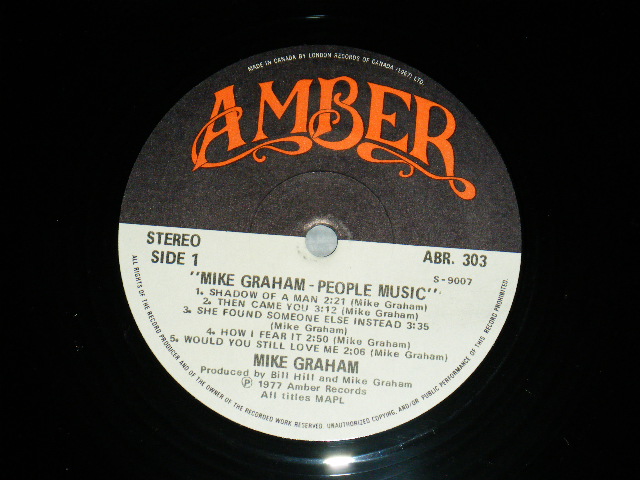 MADE IN CANADA BY LONDON RECORDS OF CANADA (1967) LTD.
AMBER
STEREO
SIDE 1
ABR. 303
S-9007
"MIKE GRAHAM - PEOPLE MUSIC"
1. SHADOW OF A MAN 2:21 (Mike Graham)
2. THEN CAME YOU 3:12 (Mike Graham)
3. SHE FOUND SOMEONE ELSE INSTEAD 3:35
(Mike Graham)
4. HOW I FEAR IT 2:50 (Mike Graham)
5. WOULD YOU STILL LOVE ME 2:06 (Mike Graham)
MIKE GRAHAM
Produced by Bill Hill and Mike Graham
Ⓟ 1977 Amber Records
All titles MAPL
ALL RIGHTS OF THE RECORD PRODUCER AND OF THE OWNER OF THE RECORDED WORK RESERVED. UNAUTHORIZED COPYING, AND/OR PUBLIC PERFORMANCE OF THIS RECORD PROHIBITED.